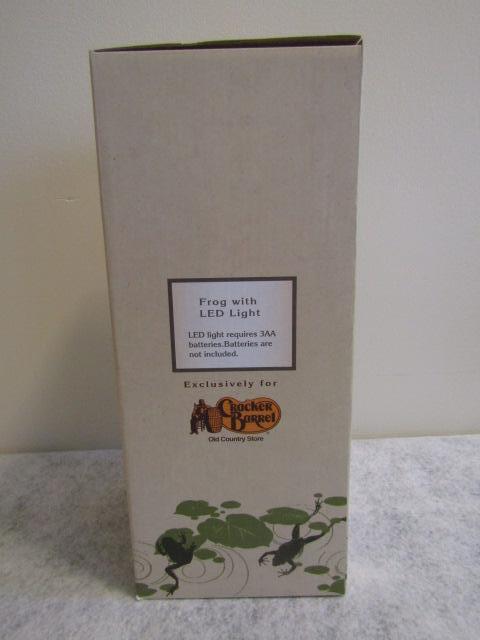 Frog with
LED Light
LED light requires 3AA
batteries.Batteries are
not included.
Exclusively for
Cracker
Barrel
Old Country Store